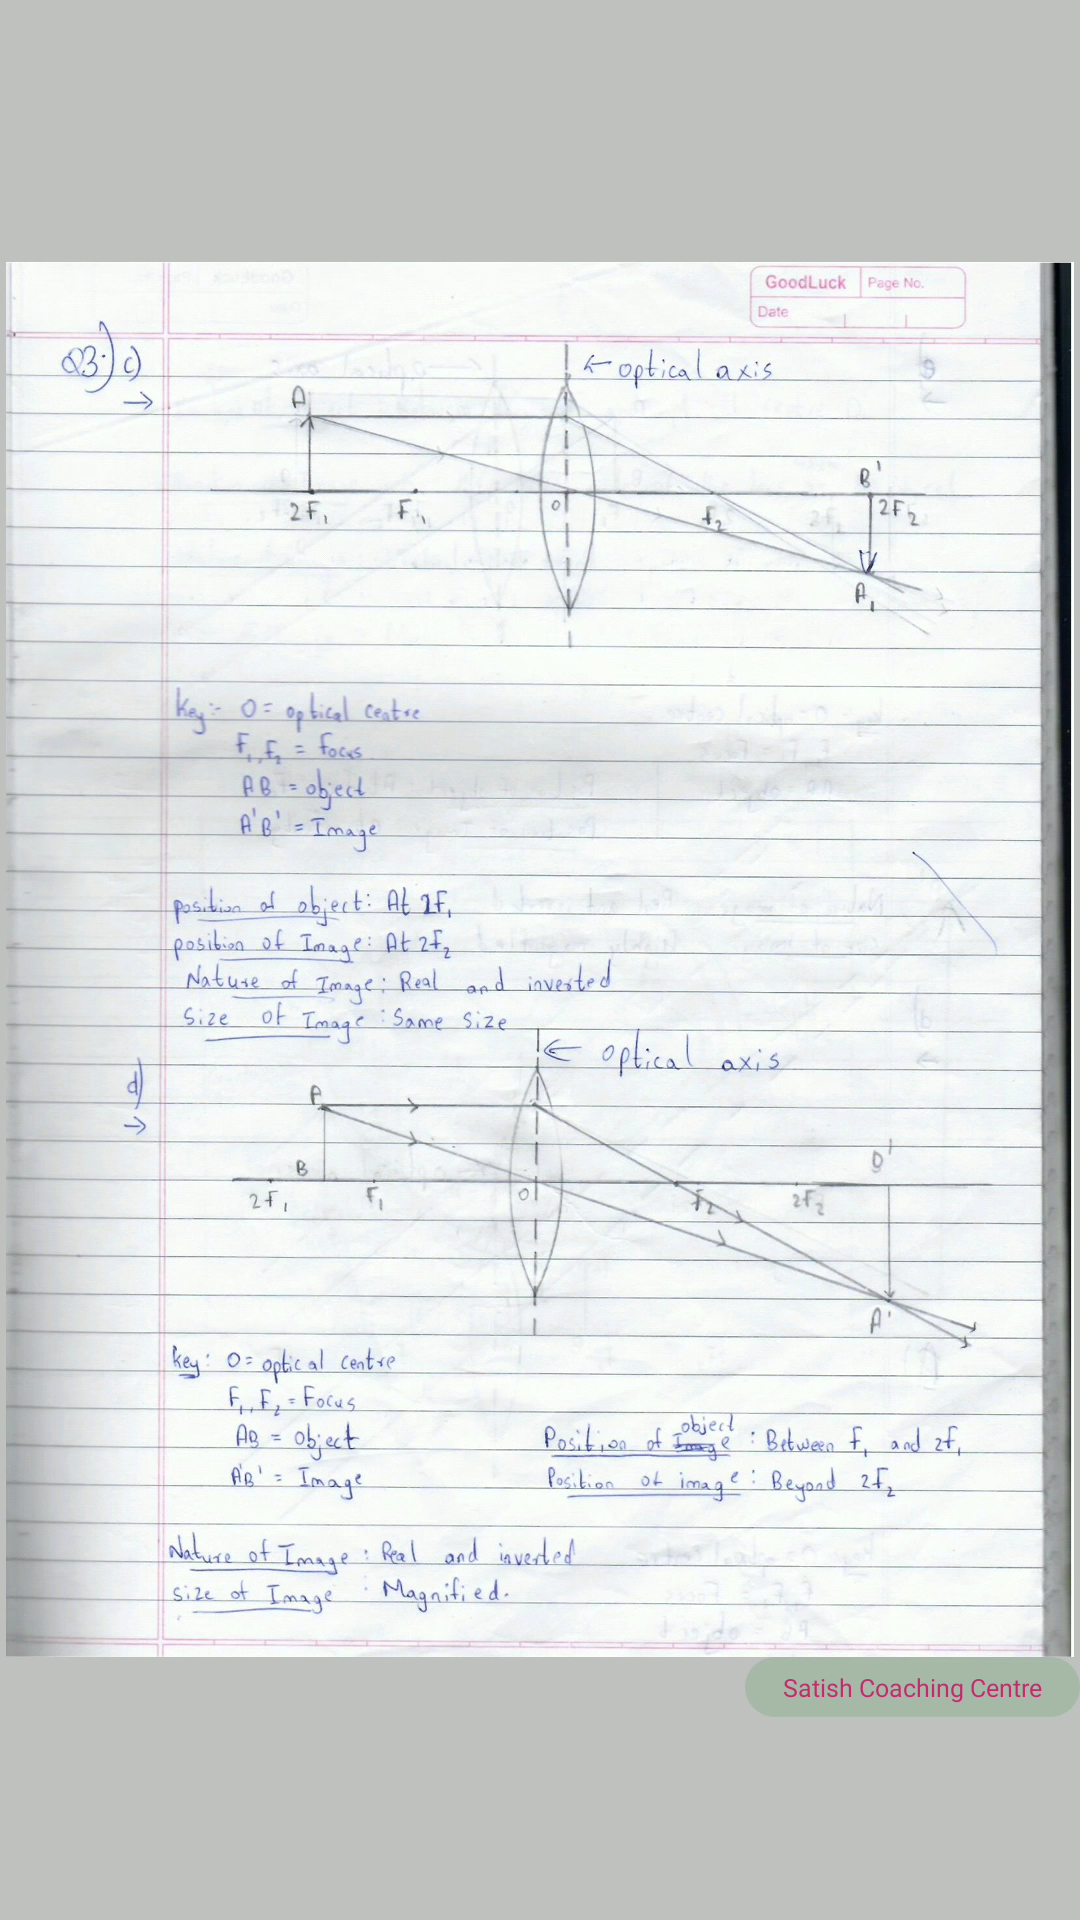 GoodLuck
Page No.
Date
Q3.) c)
← optical axis
A
B'
2F₁
F₁
O
F₂
2F₂
A₁
Key:- O = optical centre
F₁, F₂ = focus
AB = object
A'B' = Image
position of object: At 2F₁
position of Image: At 2F₂
Nature of Image: Real and inverted
Size of Image: Same size
d)
← optical axis
A
B
B'
2F₁
F₁
O
F₂
2F₂
A'
Key: O = optical centre
F₁, F₂ = Focus
AB = object
A'B' = Image
Position of object : Between F₁ and 2F₁
Position of image : Beyond 2F₂
Nature of Image : Real and inverted
Size of Image : Magnified.
Satish Coaching Centre